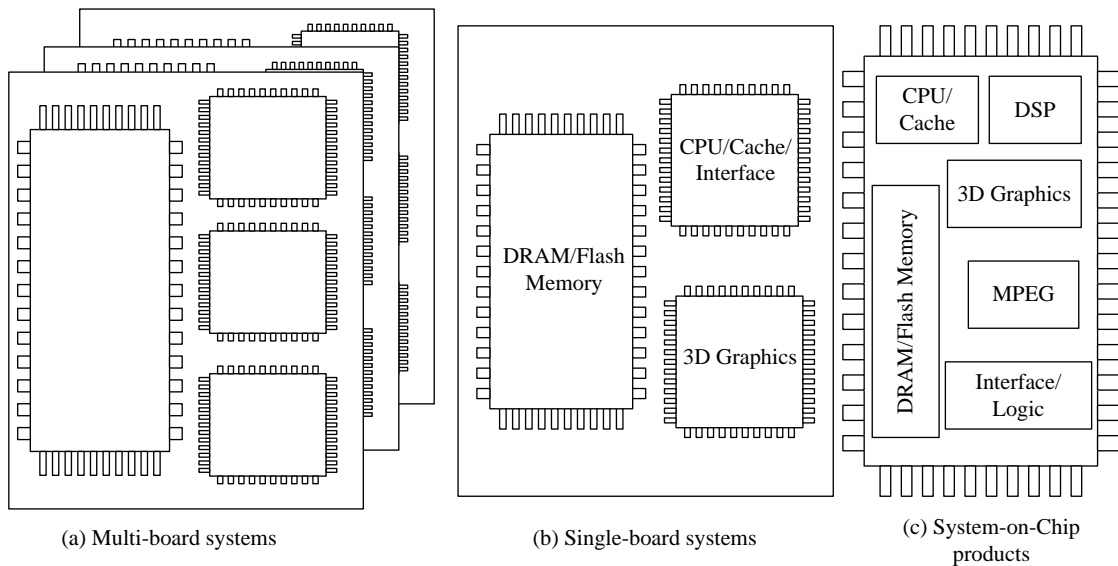 DRAM/Flash
Memory
CPU/Cache/
Interface
3D Graphics
CPU/
Cache
DSP
3D Graphics
DRAM/Flash Memory
MPEG
Interface/
Logic
(a) Multi-board systems
(b) Single-board systems
(c) System-on-Chip
products